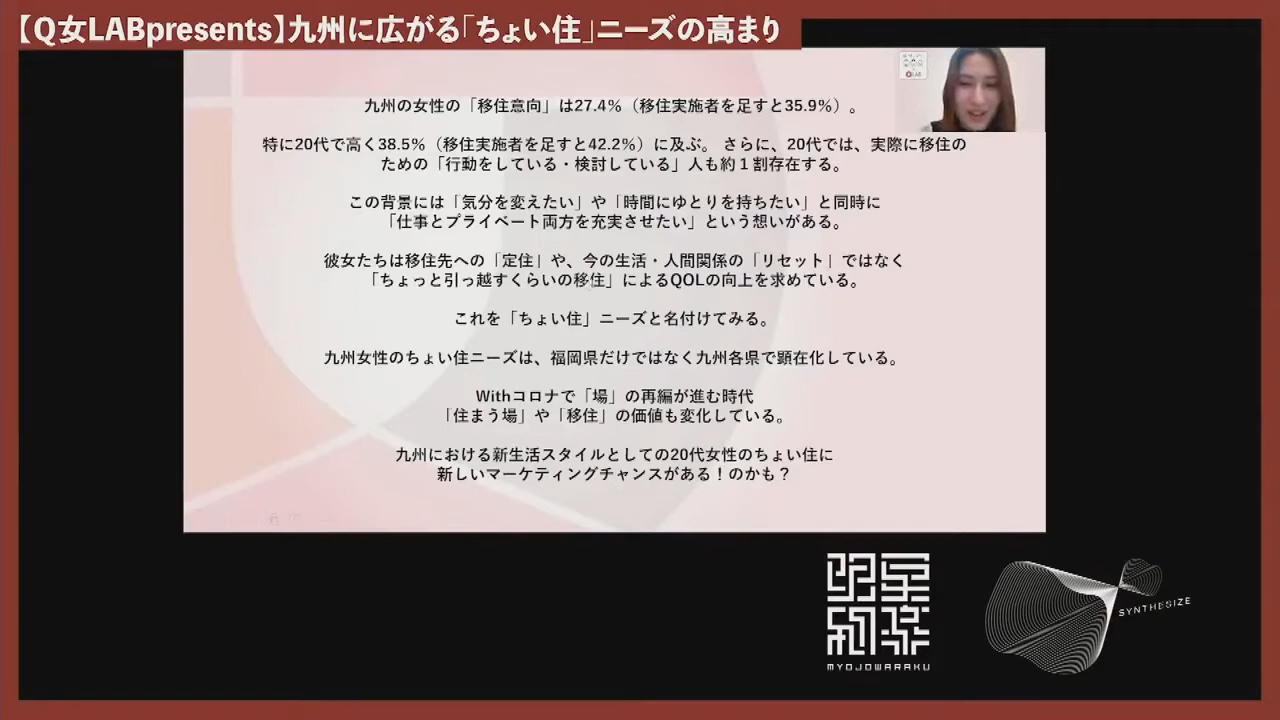 【Q女LABpresents】九州に広がる「ちょい住」ニーズの高まり
九州の女性の「移住意向」は27.4%（移住実施者を足すと35.9%）。
特に20代で高く38.5%（移住実施者を足すと42.2%）に及ぶ。 さらに、20代では、実際に移住の
ための「行動をしている・検討している」人も約１割存在する。
この背景には「気分を変えたい」や「時間にゆとりを持ちたい」と同時に
「仕事とプライベート両方を充実させたい」という想いがある。
彼女たちは移住先への「定住」や、今の生活・人間関係の「リセット」ではなく
「ちょっと引っ越すくらいの移住」によるQOLの向上を求めている。
これを「ちょい住」ニーズと名付けてみる。
九州女性のちょい住ニーズは、福岡県だけではなく九州各県で顕在化している。
Withコロナで「場」の再編が進む時代
「住まう場」や「移住」の価値も変化している。
九州における新生活スタイルとしての20代女性のちょい住に
新しいマーケティングチャンスがある！のかも？
明星和楽
MYOJOWARAKU
SYNTHESIZE